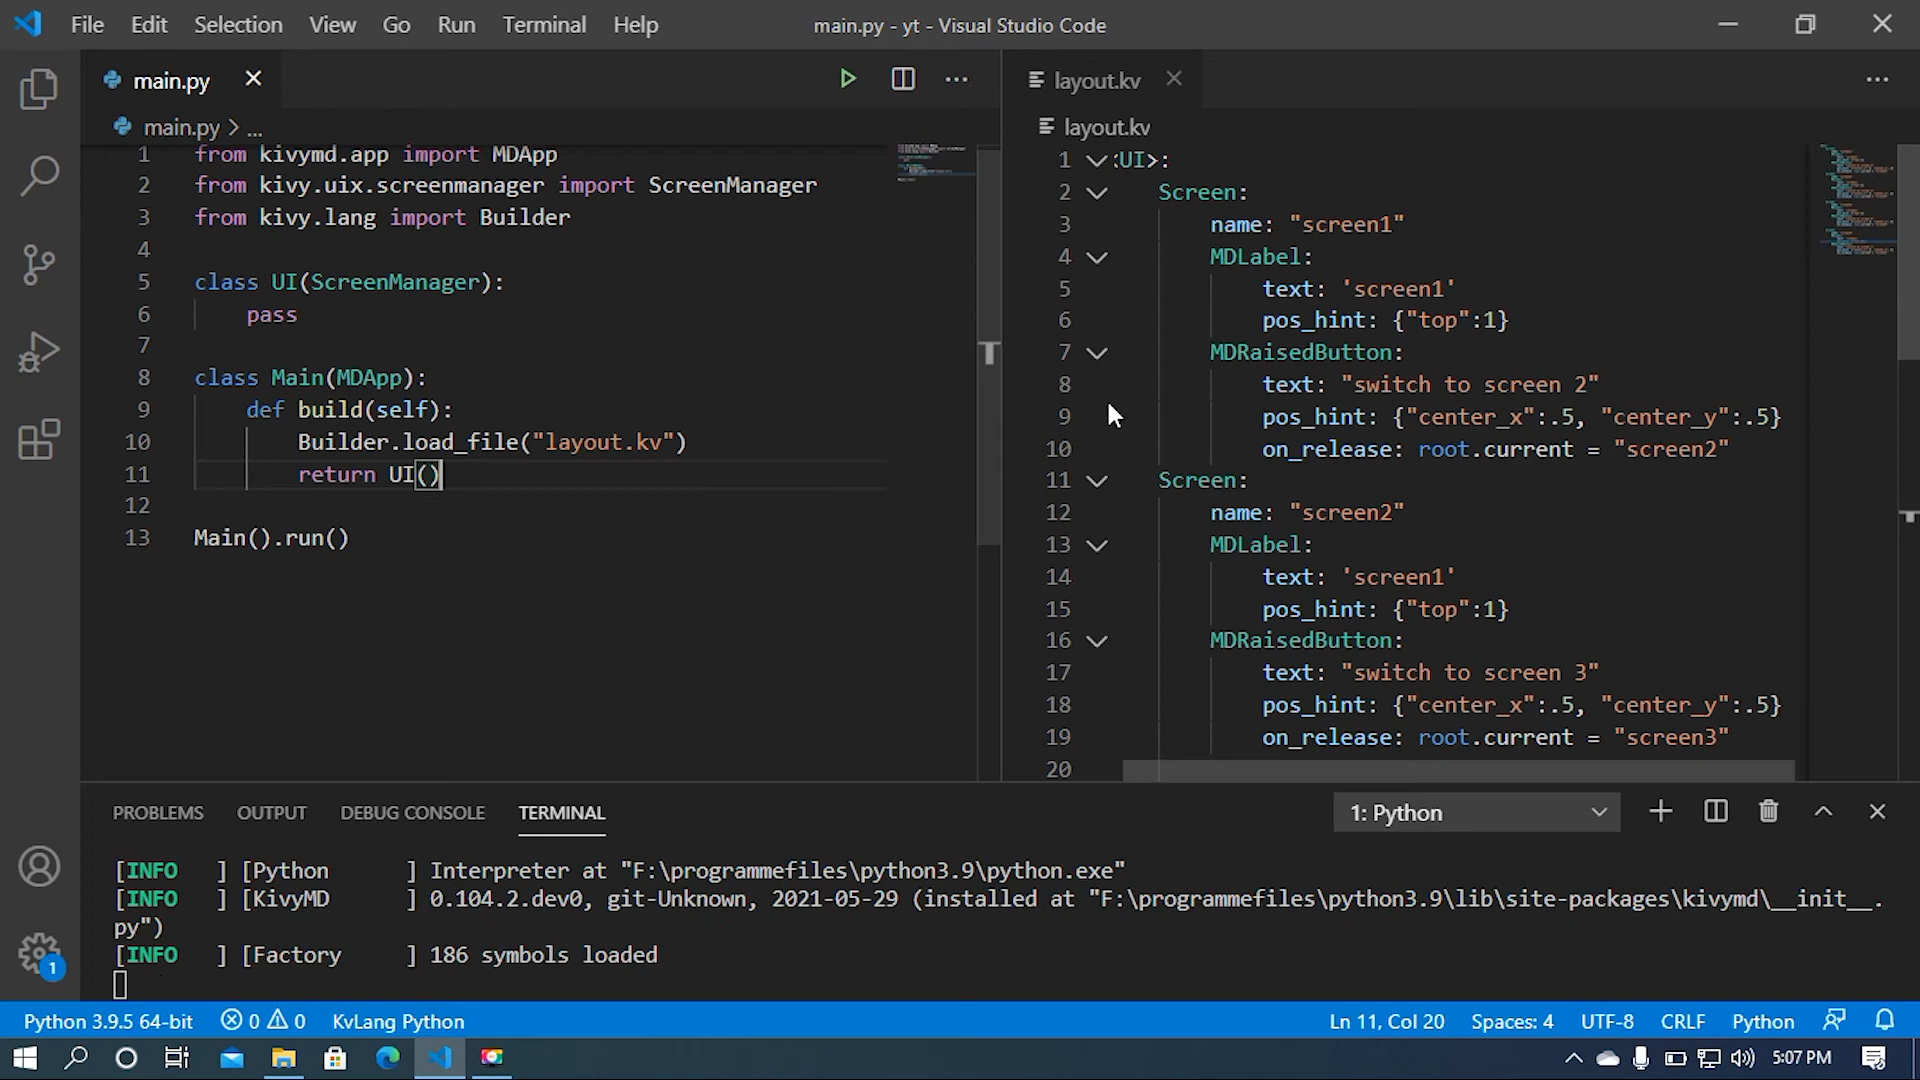 File Edit Selection View Go Run Terminal Help main.py - yt - Visual Studio Code
main.py
main.py > ...
1 from kivymd.app import MDApp
2 from kivy.uix.screenmanager import ScreenManager
3 from kivy.lang import Builder
4
5 class UI(ScreenManager):
6 pass
7
8 class Main(MDApp):
9 def build(self):
10 Builder.load_file("layout.kv")
11 return UI()
12
13 Main().run()
layout.kv
layout.kv
1 <UI>:
2 Screen:
3 name: "screen1"
4 MDLabel:
5 text: 'screen1'
6 pos_hint: {"top":1}
7 MDRaisedButton:
8 text: "switch to screen 2"
9 pos_hint: {"center_x":.5, "center_y":.5}
10 on_release: root.current = "screen2"
11 Screen:
12 name: "screen2"
13 MDLabel:
14 text: 'screen1'
15 pos_hint: {"top":1}
16 MDRaisedButton:
17 text: "switch to screen 3"
18 pos_hint: {"center_x":.5, "center_y":.5}
19 on_release: root.current = "screen3"
20
PROBLEMS OUTPUT DEBUG CONSOLE TERMINAL 1: Python
[INFO ] [Python ] Interpreter at "F:\programmefiles\python3.9\python.exe"
[INFO ] [KivyMD ] 0.104.2.dev0, git-Unknown, 2021-05-29 (installed at "F:\programmefiles\python3.9\lib\site-packages\kivymd\__init__.
py")
[INFO ] [Factory ] 186 symbols loaded
1
Python 3.9.5 64-bit 0 0 KvLang Python Ln 11, Col 20 Spaces: 4 UTF-8 CRLF Python
5:07 PM